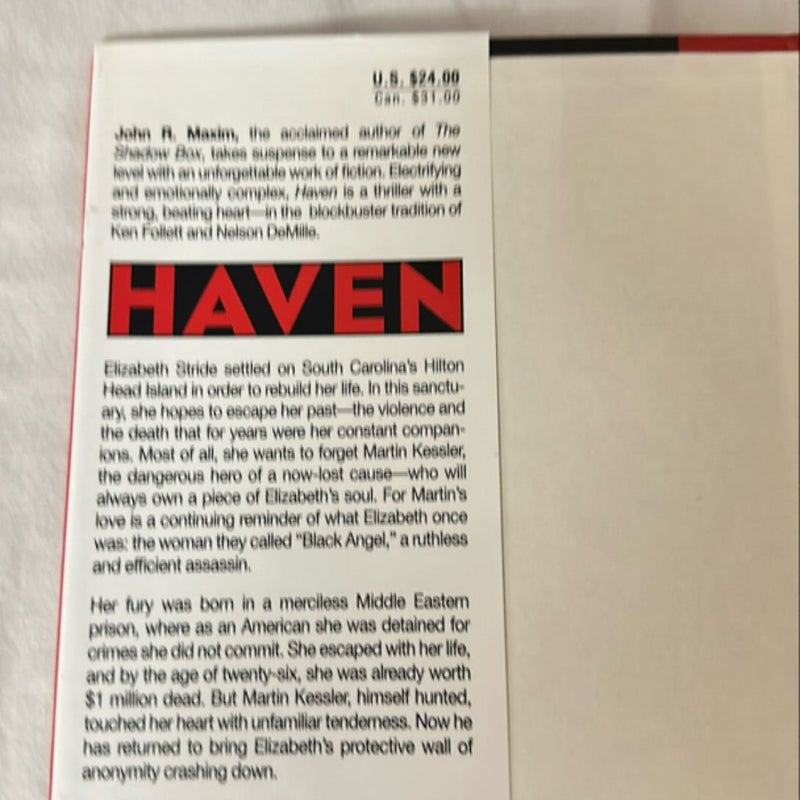 U.S. $24.00
Can. $31.00
John R. Maxim, the acclaimed author of The
Shadow Box, takes suspense to a remarkable new
level with an unforgettable work of fiction. Electrifying
and emotionally complex, Haven is a thriller with a
strong, beating heart—in the blockbuster tradition of
Ken Follett and Nelson DeMille.
HAVEN
Elizabeth Stride settled on South Carolina's Hilton
Head Island in order to rebuild her life. In this sanctu-
ary, she hopes to escape her past—the violence and
the death that for years were her constant compan-
ions. Most of all, she wants to forget Martin Kessler,
the dangerous hero of a now-lost cause—who will
always own a piece of Elizabeth's soul. For Martin's
love is a continuing reminder of what Elizabeth once
was: the woman they called "Black Angel," a ruthless
and efficient assassin.
Her fury was born in a merciless Middle Eastern
prison, where as an American she was detained for
crimes she did not commit. She escaped with her life,
and by the age of twenty-six, she was already worth
$1 million dead. But Martin Kessler, himself hunted,
touched her heart with unfamiliar tenderness. Now he
has returned to bring Elizabeth's protective wall of
anonymity crashing down.